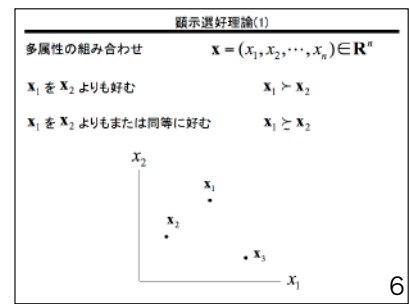 顕示選好理論(1)
多属性の組み合わせ x = (x₁, x₂, ⋯, xₙ)∈Rⁿ
x₁ を x₂ よりも好む x₁ ≻ x₂
x₁ を x₂ よりもまたは同等に好む x₁ ≿ x₂
x₂
x₁
x₂
x₃
x₁
6